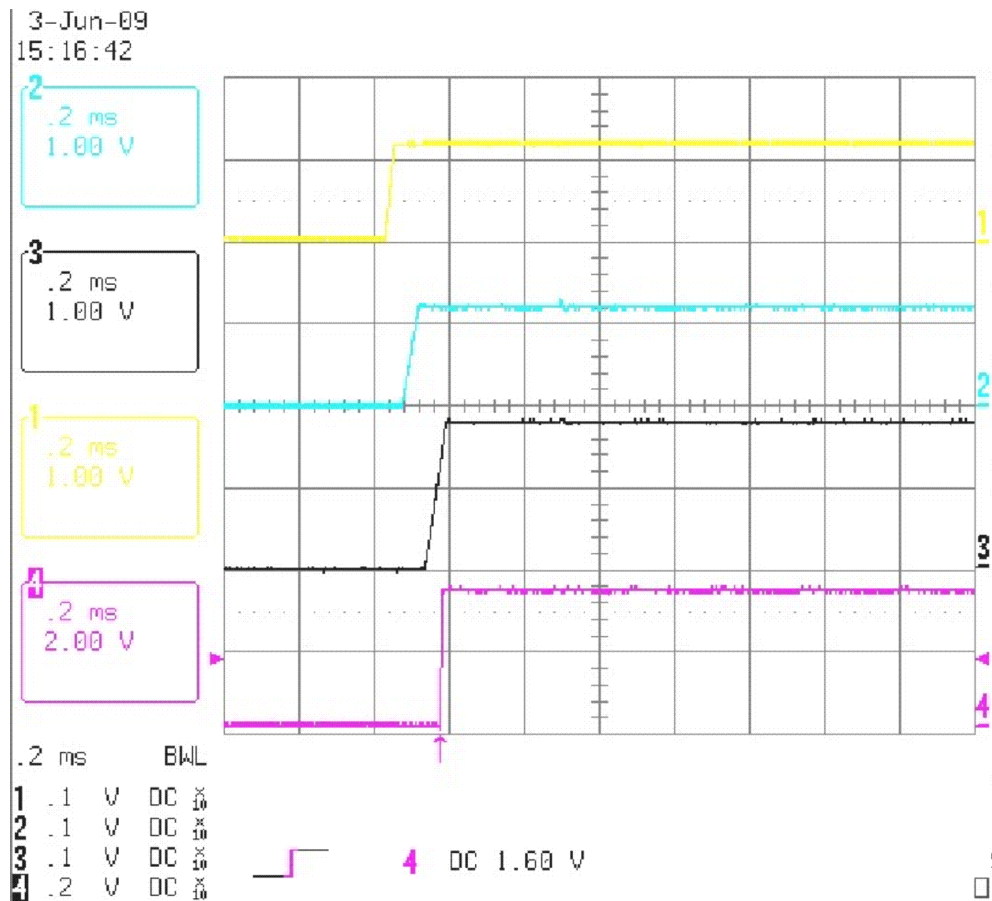 3-Jun-09
15:16:42
2
.2 ms
1.00 V
3
.2 ms
1.00 V
1
.2 ms
1.00 V
4
.2 ms
2.00 V
1
2
3
4
.2 ms BWL
1 .1 V DC X10
2 .1 V DC X10
3 .1 V DC X10
4 .2 V DC X10
4 DC 1.60 V